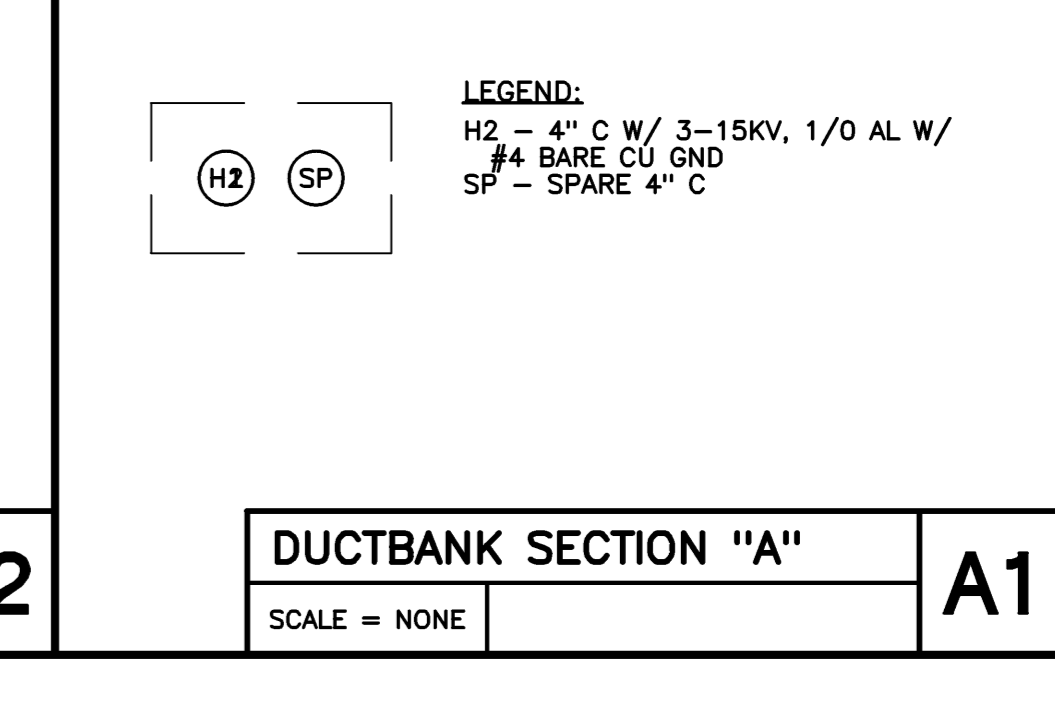 LEGEND:
H2 – 4" C W/ 3–15KV, 1/0 AL W/
#4 BARE CU GND
SP – SPARE 4" C
H2 SP
DUCTBANK SECTION "A"
SCALE = NONE
A1
2